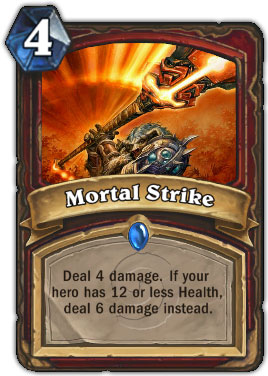 4
Mortal Strike
Deal 4 damage. If your
hero has 12 or less Health,
deal 6 damage instead.